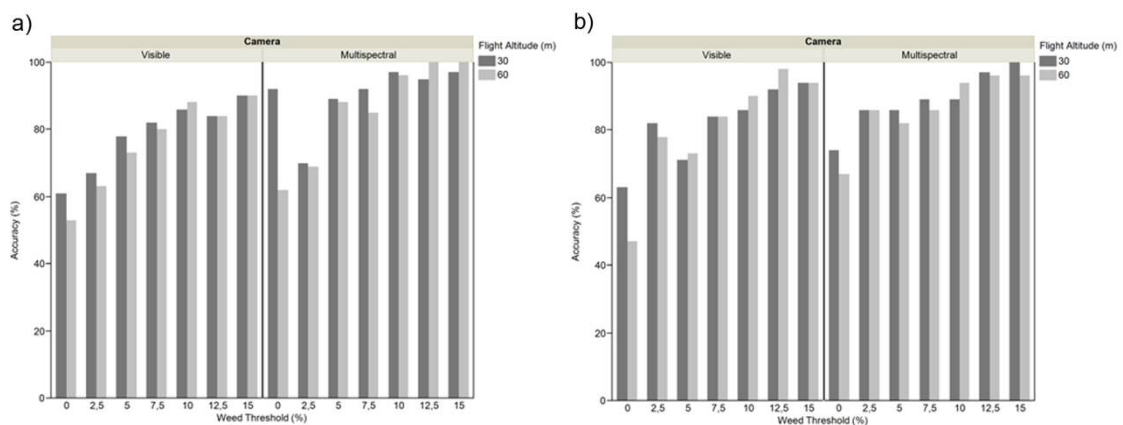 a)
Camera
Visible Multispectral
Flight Altitude (m)
30
60
100
80
60
40
20
0
Accuracy (%)
0 2,5 5 7,5 10 12,5 15 0 2,5 5 7,5 10 12,5 15
Weed Threshold (%)
b)
Camera
Visible Multispectral
Flight Altitude (m)
30
60
100
80
60
40
20
0
Accuracy (%)
0 2,5 5 7,5 10 12,5 15 0 2,5 5 7,5 10 12,5 15
Weed Threshold (%)